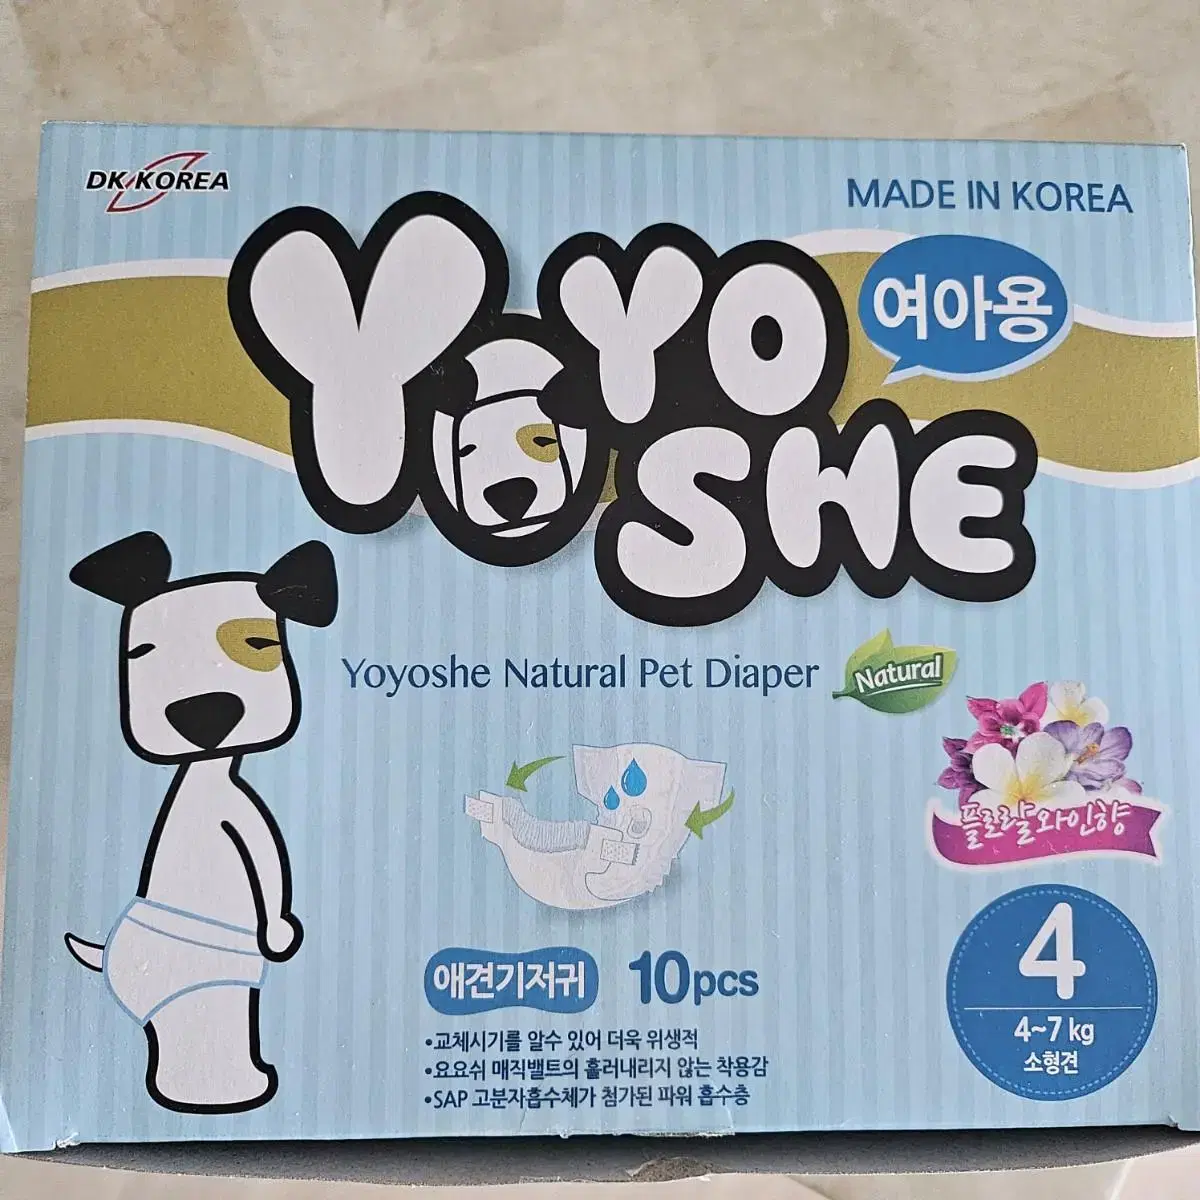 DK KOREA
MADE IN KOREA
YOYO
SHE
여아용
Yoyoshe Natural Pet Diaper
Natural
플로랄와인향
애견기저귀 10pcs
•교체시기를 알수 있어 더욱 위생적
•요요쉬 매직밸트의 흘러내리지 않는 착용감
•SAP 고분자흡수체가 첨가된 파워 흡수층
4
4~7 kg
소형견